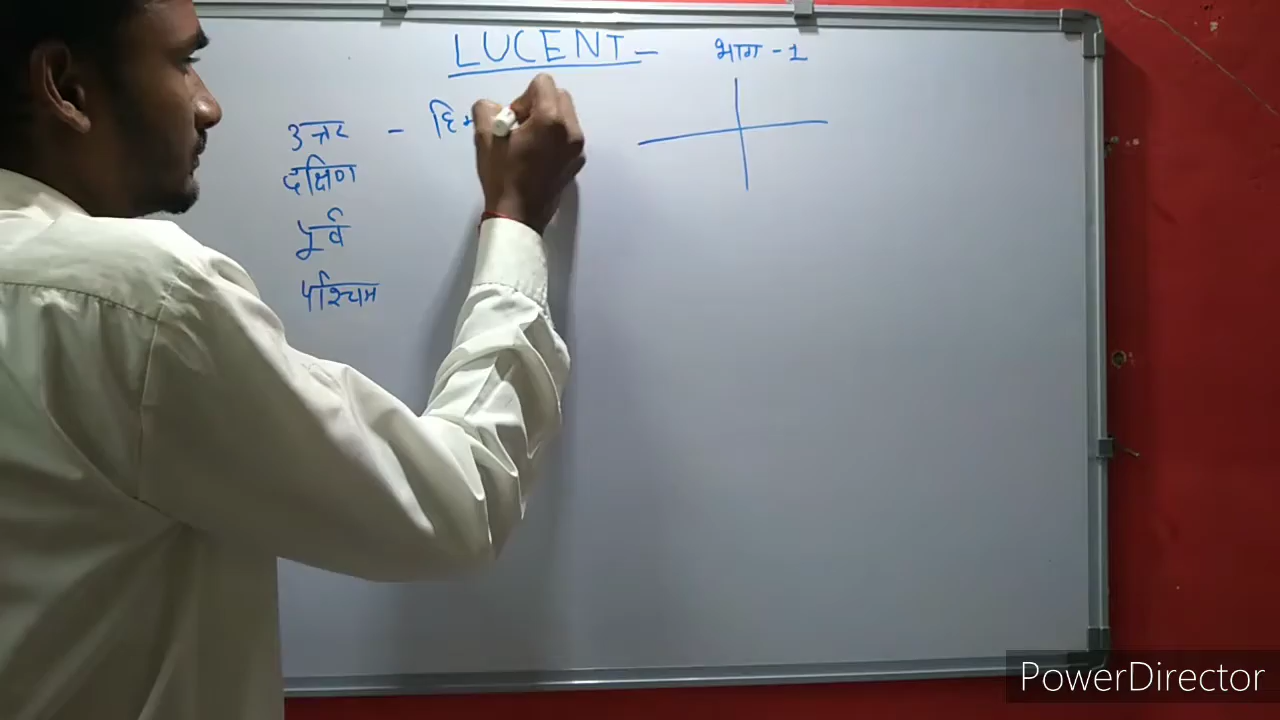 LUCENT - भाग - 1
उत्तर -
दक्षिण
पूर्व
पश्चिम
PowerDirector